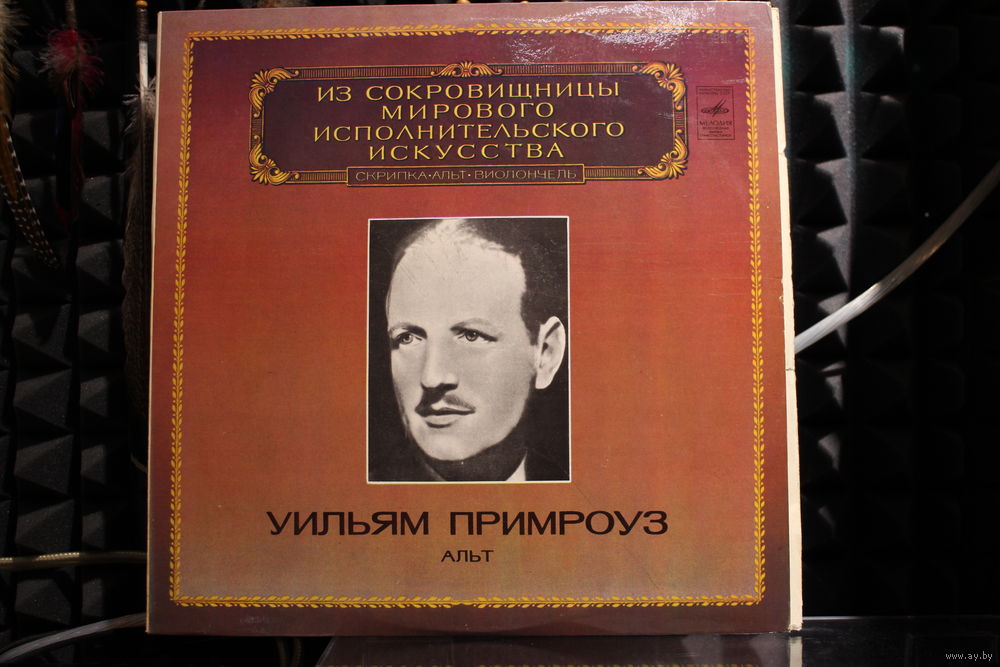 ИЗ СОКРОВИЩНИЦЫ
МИРОВОГО
ИСПОЛНИТЕЛЬСКОГО
ИСКУССТВА
СКРИПКА•АЛЬТ•ВИОЛОНЧЕЛЬ
МЕЛОДИЯ
УИЛЬЯМ ПРИМРОУЗ
АЛЬТ
www.ay.by